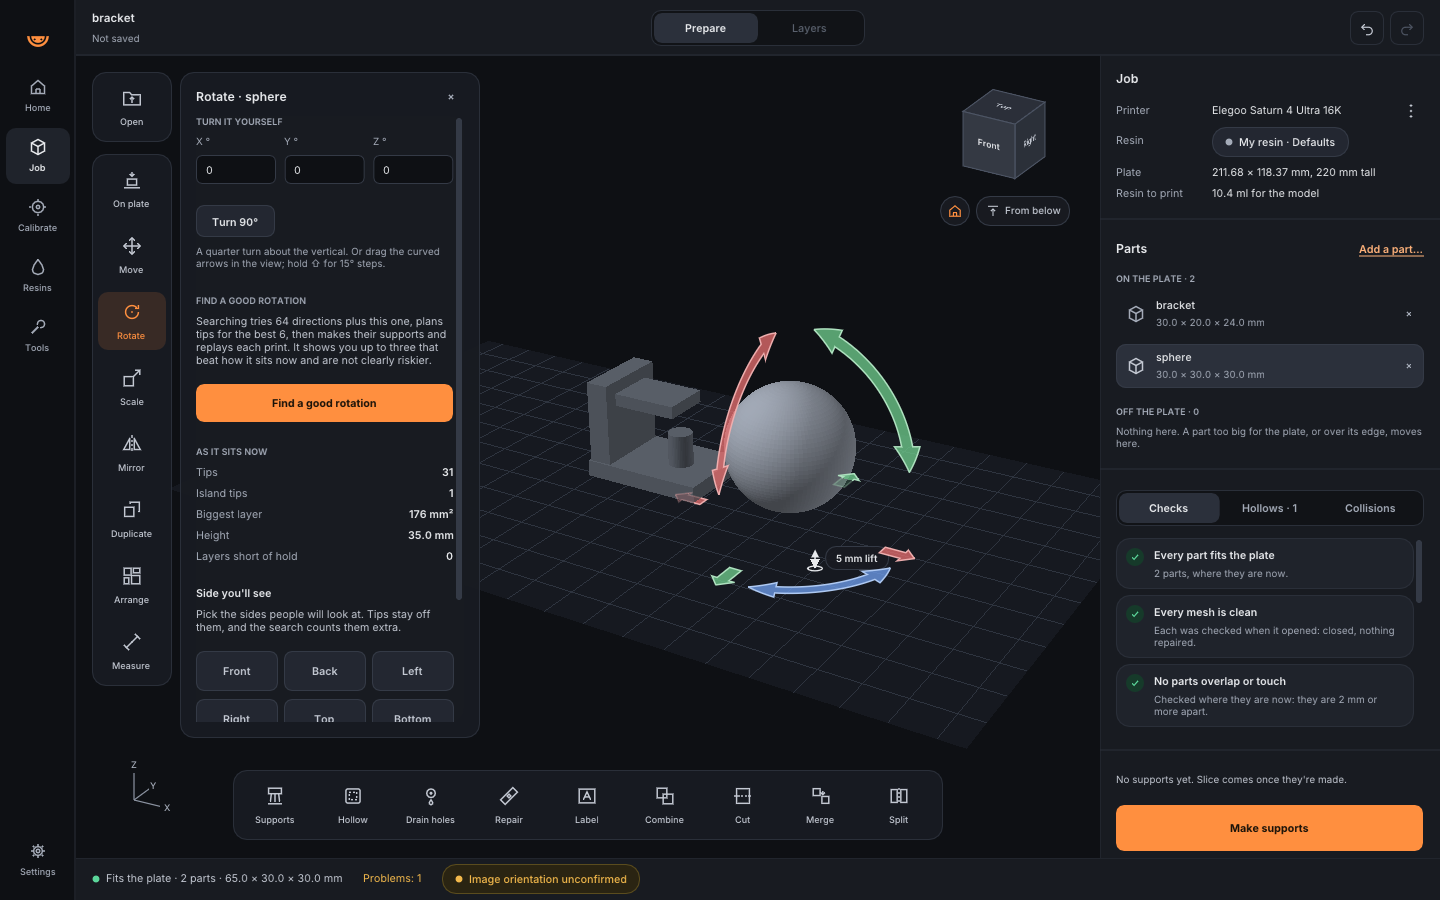 bracket
Not saved
Prepare
Layers
Home
Job
Calibrate
Resins
Tools
Settings
Open
On plate
Move
Rotate
Scale
Mirror
Duplicate
Arrange
Measure
Rotate · sphere
×
TURN IT YOURSELF
X °
Y °
Z °
0
0
0
Turn 90°
A quarter turn about the vertical. Or drag the curved
arrows in the view; hold ⇧ for 15° steps.
FIND A GOOD ROTATION
Searching tries 64 directions plus this one, plans
tips for the best 6, then makes their supports and
replays each print. It shows you up to three that
beat how it sits now and are not clearly riskier.
Find a good rotation
AS IT SITS NOW
Tips 31
Island tips 1
Biggest layer 176 mm²
Height 35.0 mm
Layers short of hold 0
Side you'll see
Pick the sides people will look at. Tips stay off
them, and the search counts them extra.
Front
Back
Left
Right
Top
Bottom
Top
Front
Right
From below
5 mm lift
Z
Y
X
Supports
Hollow
Drain holes
Repair
Label
Combine
Cut
Merge
Split
Job
Printer Elegoo Saturn 4 Ultra 16K
Resin My resin · Defaults
Plate 211.68 × 118.37 mm, 220 mm tall
Resin to print 10.4 ml for the model
Parts
Add a part...
ON THE PLATE · 2
bracket
30.0 × 20.0 × 24.0 mm
×
sphere
30.0 × 30.0 × 30.0 mm
×
OFF THE PLATE · 0
Nothing here. A part too big for the plate, or over its edge, moves
here.
Checks
Hollows · 1
Collisions
Every part fits the plate
2 parts, where they are now.
Every mesh is clean
Each was checked when it opened: closed, nothing
repaired.
No parts overlap or touch
Checked where they are now: they are 2 mm or
more apart.
No supports yet. Slice comes once they're made.
Make supports
Fits the plate · 2 parts · 65.0 × 30.0 × 30.0 mm
Problems: 1
Image orientation unconfirmed